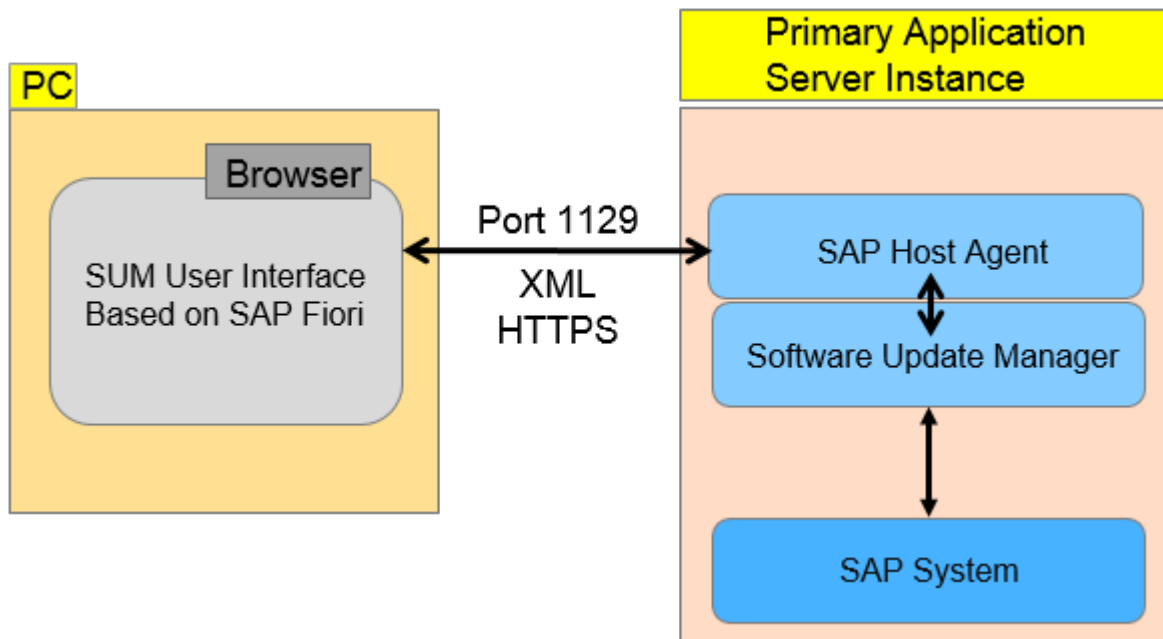 PC
Browser
SUM User Interface
Based on SAP Fiori
Port 1129
XML
HTTPS
Primary Application
Server Instance
SAP Host Agent
Software Update Manager
SAP System